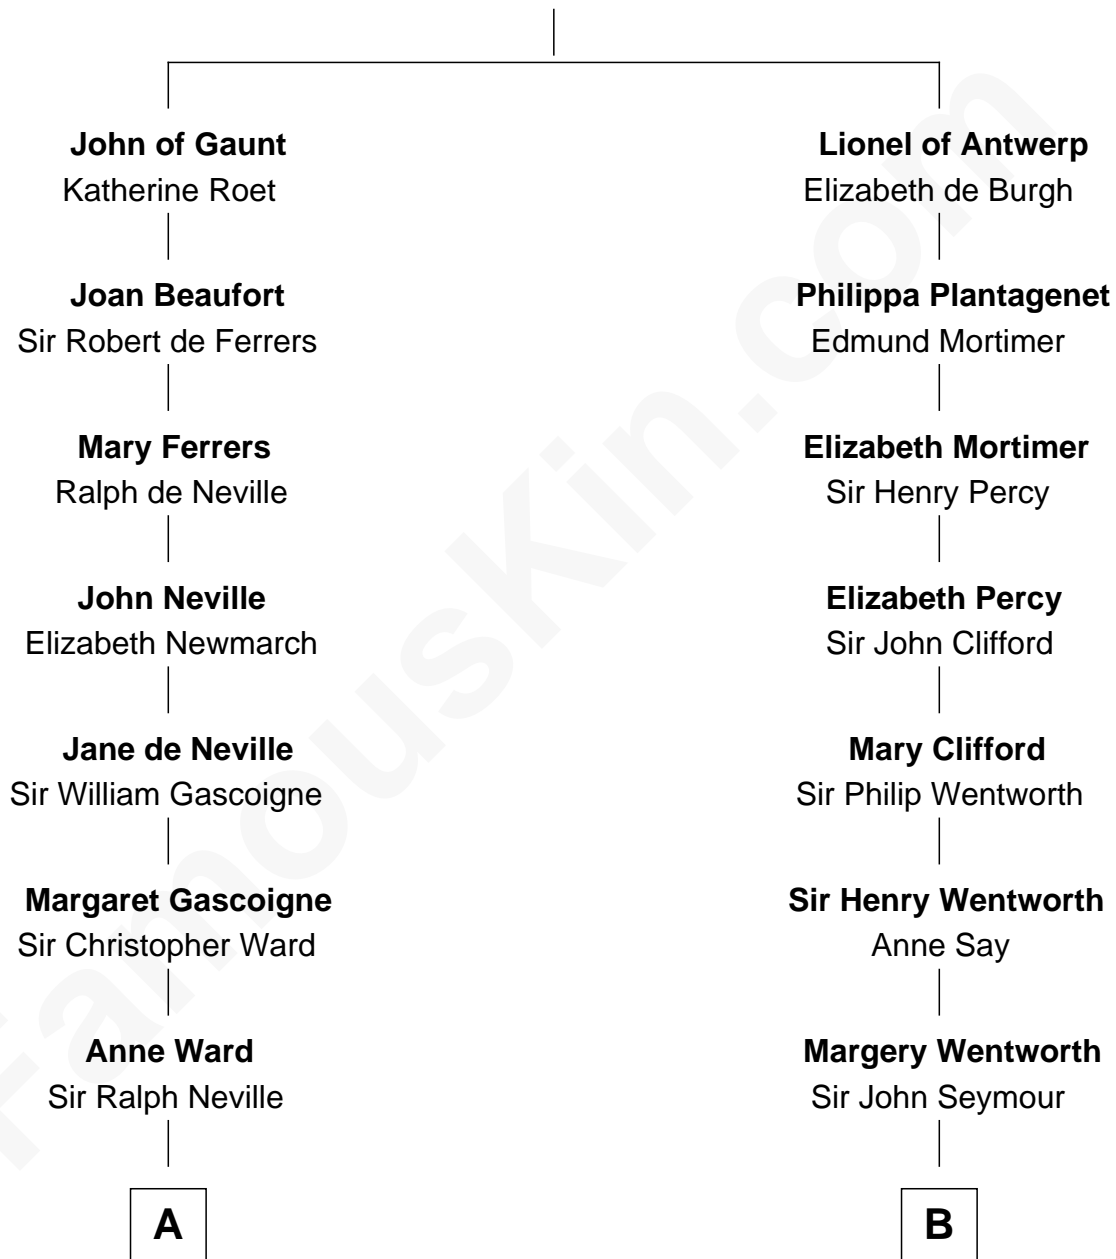 John of Gaunt
Katherine Roet
Joan Beaufort
Sir Robert de Ferrers
Mary Ferrers
Ralph de Neville
John Neville
Elizabeth Newmarch
Jane de Neville
Sir William Gascoigne
Margaret Gascoigne
Sir Christopher Ward
Anne Ward
Sir Ralph Neville
A
Lionel of Antwerp
Elizabeth de Burgh
Philippa Plantagenet
Edmund Mortimer
Elizabeth Mortimer
Sir Henry Percy
Elizabeth Percy
Sir John Clifford
Mary Clifford
Sir Philip Wentworth
Sir Henry Wentworth
Anne Say
Margery Wentworth
Sir John Seymour
B
FamousKin.com